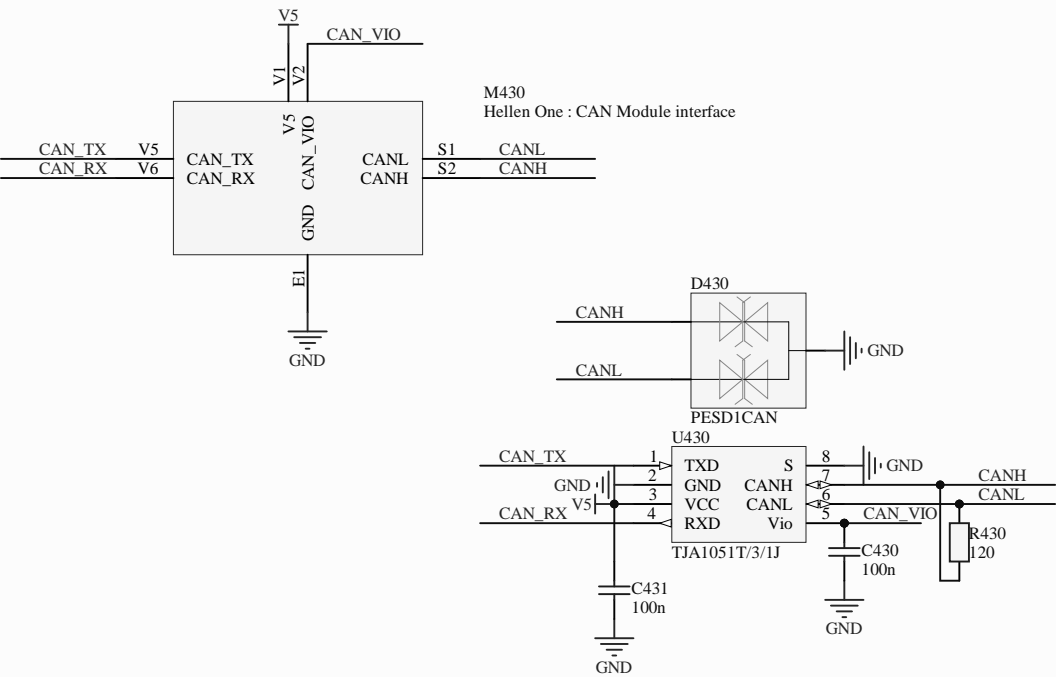 V5
CAN_VIO
V1
V2
M430
Hellen One : CAN Module interface
V5
CAN_VIO
CAN_TX V5 CAN_TX CANL S1 CANL
CAN_RX V6 CAN_RX CANH S2 CANH
GND
E1
GND
D430
CANH
GND
CANL
PESD1CAN
U430
CAN_TX 1 TXD S 8 GND
GND 2 GND CANH 7 CANH
V5 3 VCC CANL 6 CANL
CAN_RX 4 RXD Vio 5 CAN_VIO
R430
120
TJA1051T/3/1J
C430
100n
C431
100n
GND
GND